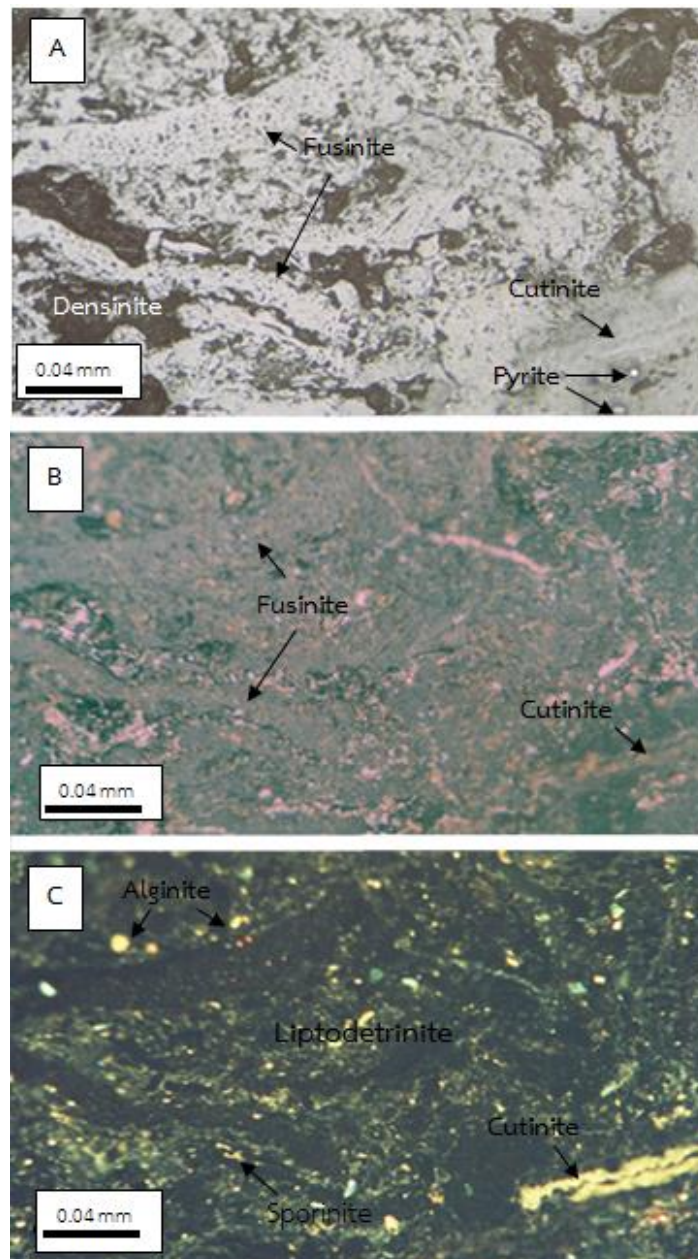 A
Fusinite
Cutinite
Densinite
Pyrite
0.04 mm
B
Fusinite
Cutinite
0.04 mm
C
Alginite
Liptodetrinite
Cutinite
Sporinite
0.04 mm